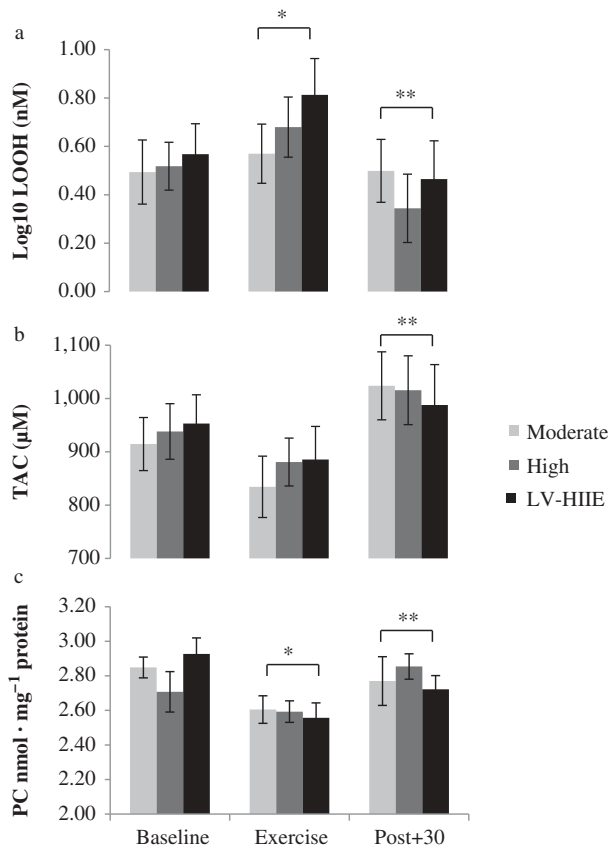 a
*
**
1.00
0.80
0.60
0.40
0.20
0.00
Log10 LOOH (nM)
b
**
1,100
1,000
900
800
700
TAC (µM)
Moderate
High
LV-HIIE
c
*
**
3.20
3.00
2.80
2.60
2.40
2.20
2.00
PC nmol · mg⁻¹ protein
Baseline Exercise Post+30